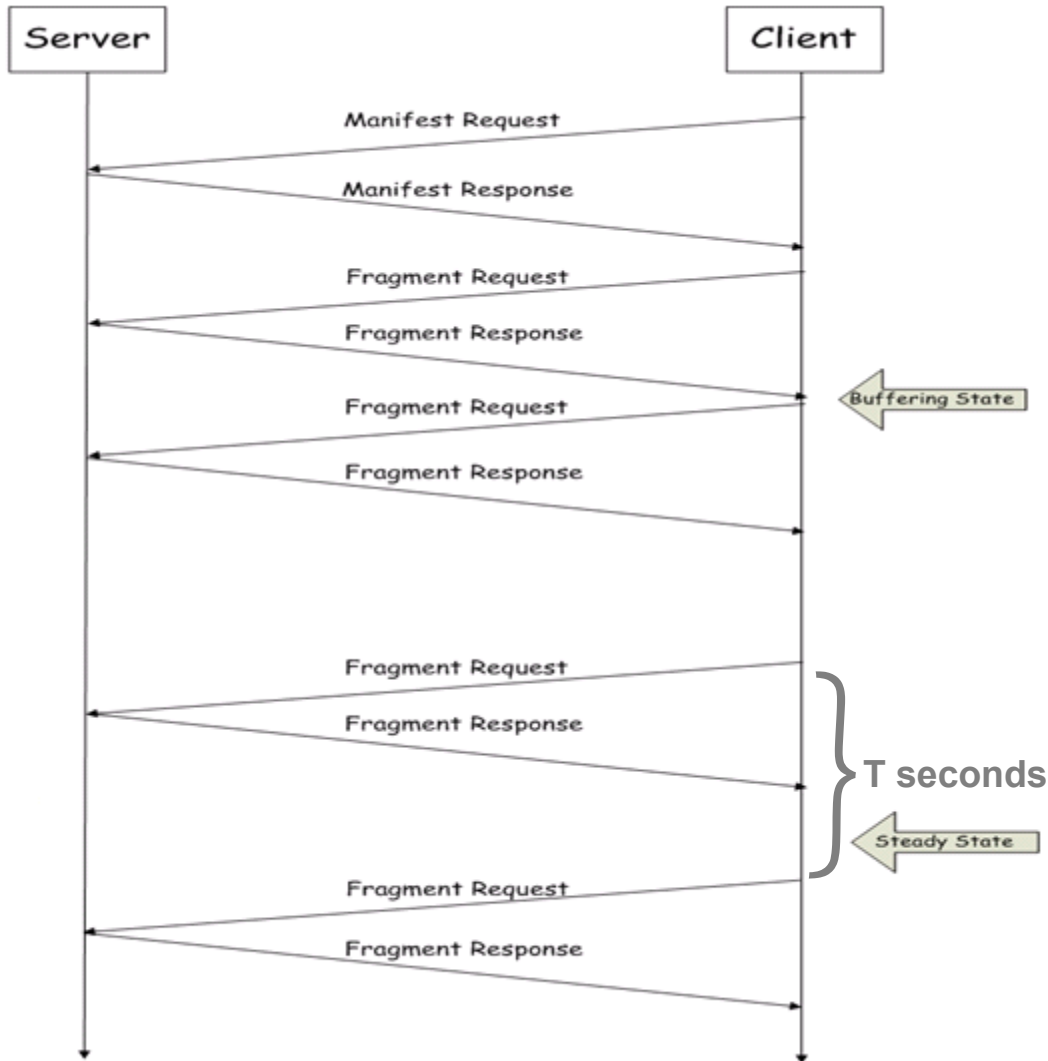 Server
Client
Manifest Request
Manifest Response
Fragment Request
Fragment Response
Buffering State
Fragment Request
Fragment Response
Fragment Request
Fragment Response
T seconds
Steady State
Fragment Request
Fragment Response